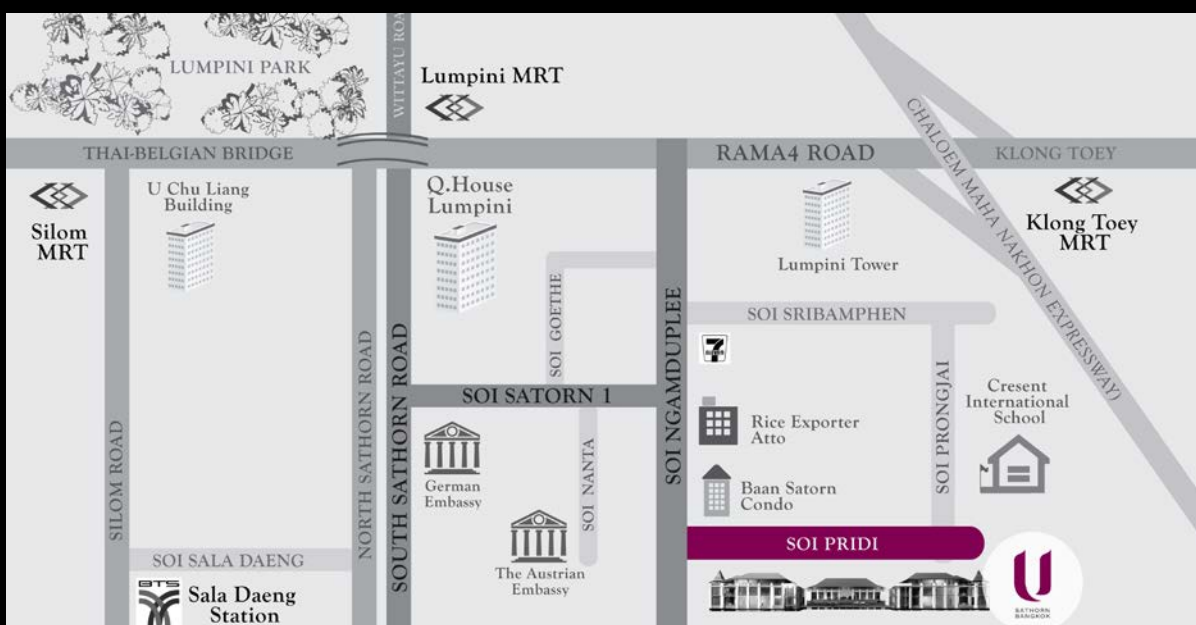 LUMPINI PARK
WITTAYU ROA
Lumpini MRT
CHALOEM MAHA NAKHON EXPRESSWAY)
THAI-BELGIAN BRIDGE
RAMA4 ROAD
KLONG TOEY
Silom
MRT
U Chu Liang
Building
Q.House
Lumpini
Lumpini Tower
Klong Toey
MRT
SOI GOETHE
SOI SRIBAMPHEN
7
ELEVEN
SILOM ROAD
NORTH SATHORN ROAD
SOUTH SATHORN ROAD
SOI SATORN 1
SOI NGAMDUPLEE
SOI PRONGJAI
Cresent
International
School
Rice Exporter
Atto
German
Embassy
SOI NANTA
Baan Satorn
Condo
The Austrian
Embassy
SOI PRIDI
SOI SALA DAENG
BTS
Sala Daeng
Station
U
SATHORN
BANGKOK